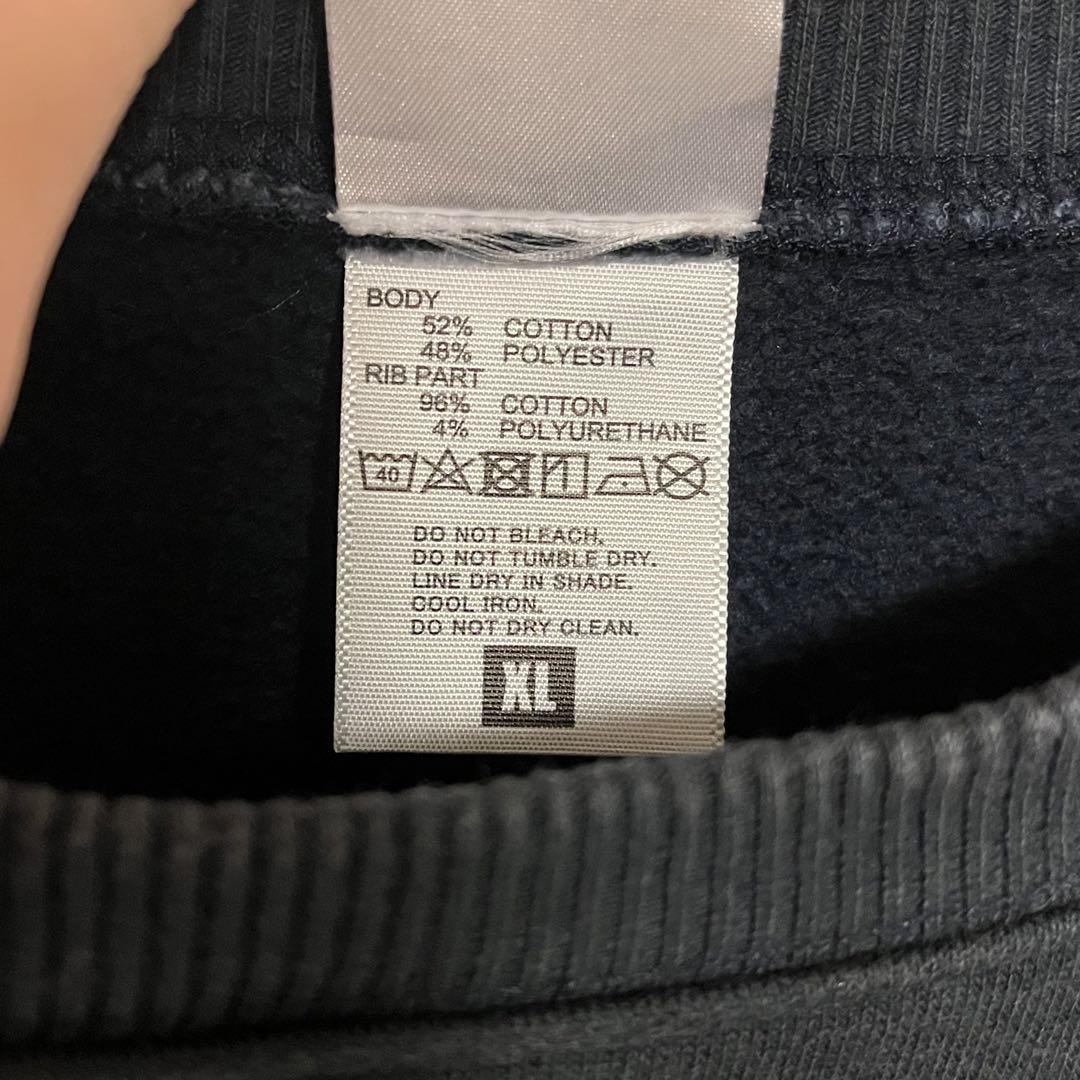 BODY
52% COTTON
48% POLYESTER
RIB PART
96% COTTON
4% POLYURETHANE
40
DO NOT BLEACH.
DO NOT TUMBLE DRY.
LINE DRY IN SHADE.
COOL IRON.
DO NOT DRY CLEAN.
XL